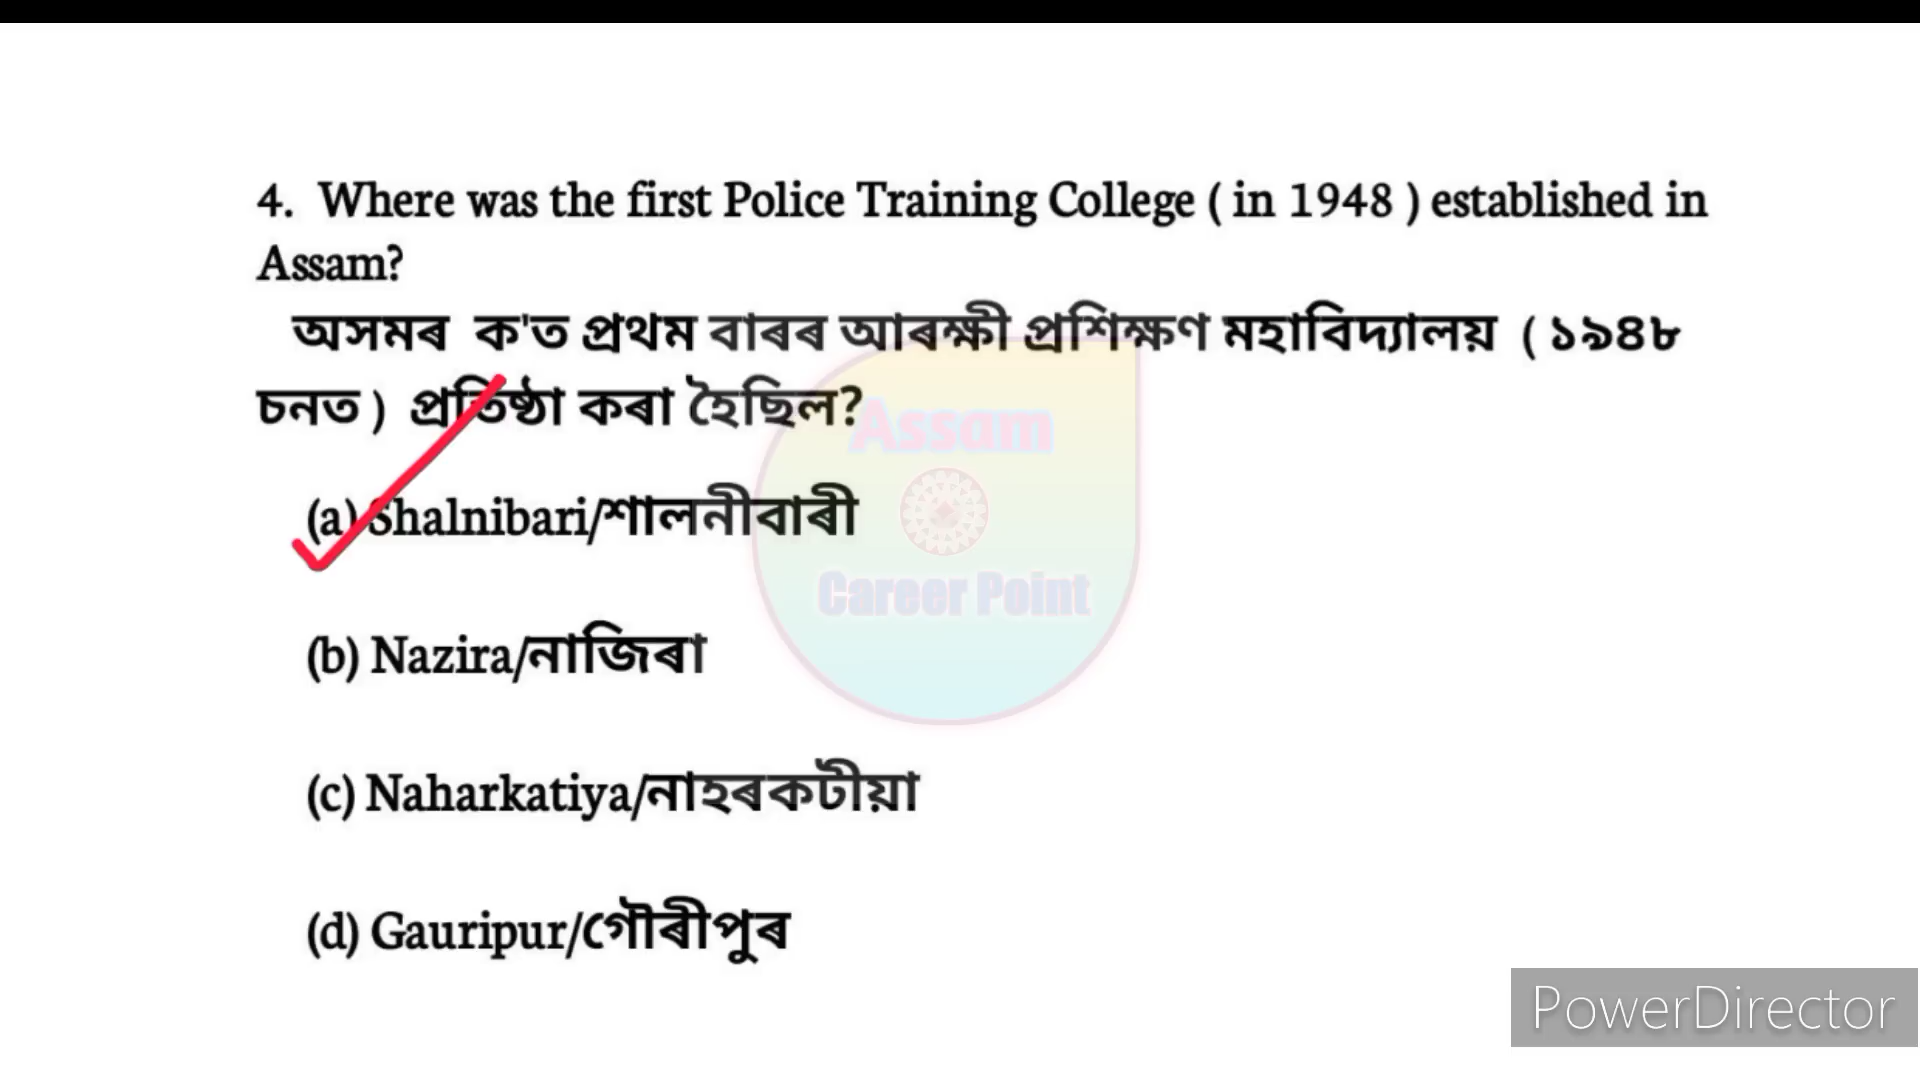 4. Where was the first Police Training College ( in 1948 ) established in
Assam?
অসমৰ ক'ত প্ৰথম বাৰৰ আৰক্ষী প্ৰশিক্ষণ মহাবিদ্যালয় ( ১৯৪৮
চনত ) প্ৰতিষ্ঠা কৰা হৈছিল?
Assam
(a) Shalnibari/শালনীবাৰী
Career Point
(b) Nazira/নাজিৰা
(c) Naharkatiya/নাহৰকটীয়া
(d) Gauripur/গৌৰীপুৰ
PowerDirector